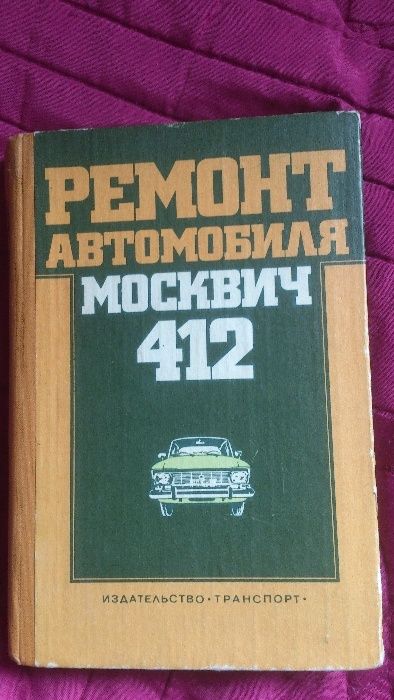 РЕМОНТ
АВТОМОБИЛЯ
МОСКВИЧ
412
ИЗДАТЕЛЬСТВО·ТРАНСПОРТ·